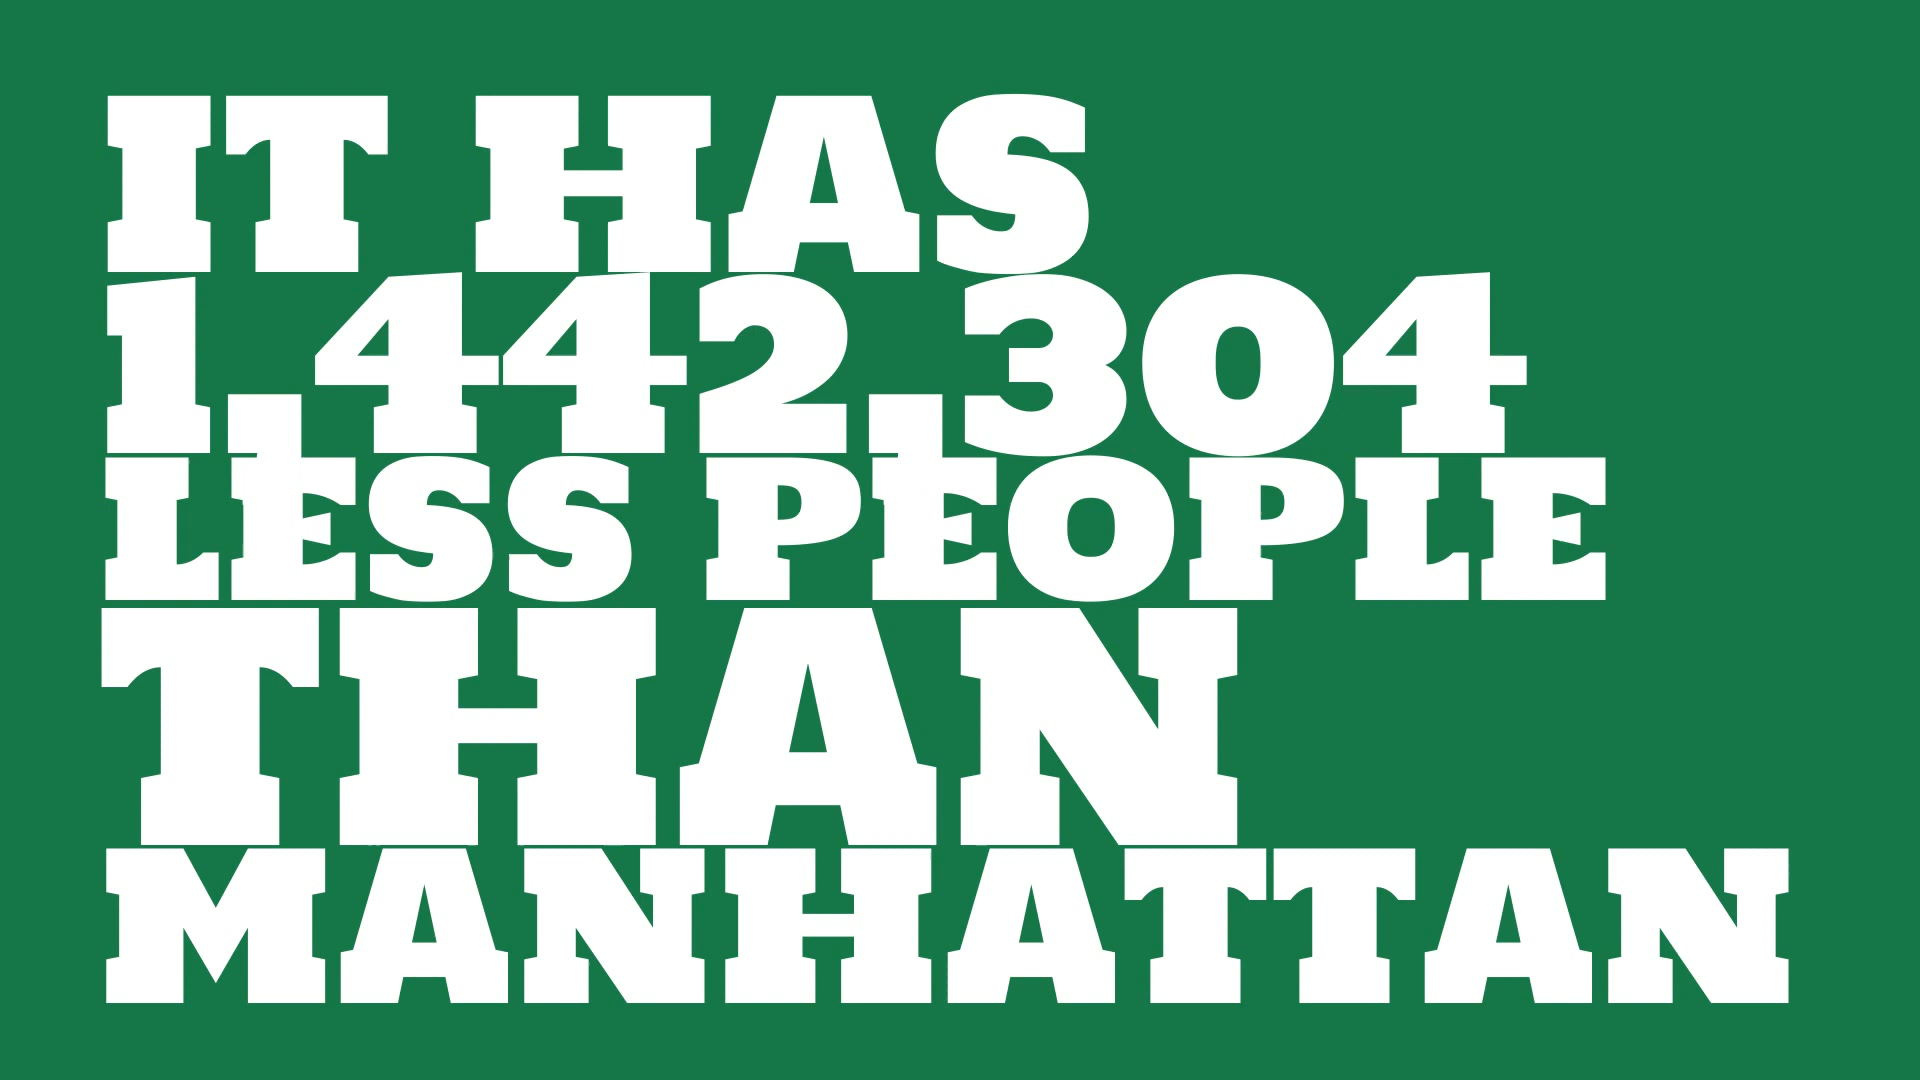 IT HAS
1,442,304
LESS PEOPLE
THAN
MANHATTAN